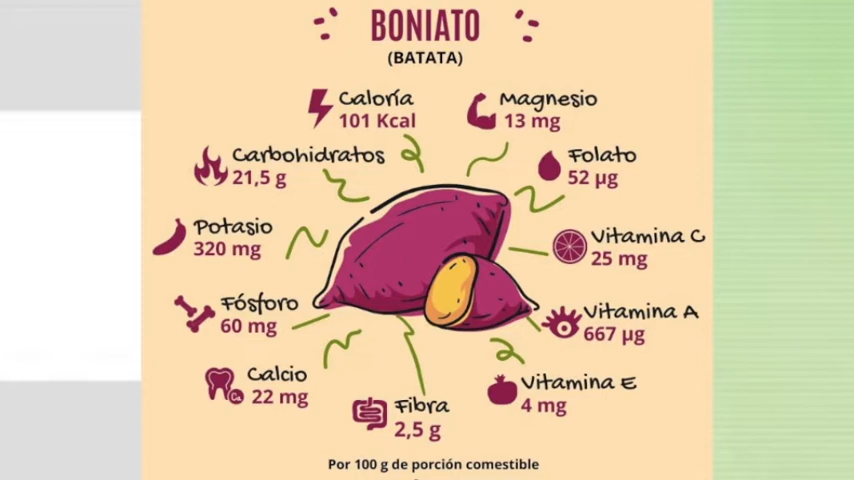 BONIATO
(BATATA)
Caloría
101 Kcal
Magnesio
13 mg
Carbohidratos
21,5 g
Folato
52 µg
Potasio
320 mg
Vitamina C
25 mg
Fósforo
60 mg
Vitamina A
667 µg
Calcio
22 mg
Vitamina E
4 mg
Fibra
2,5 g
Por 100 g de porción comestible